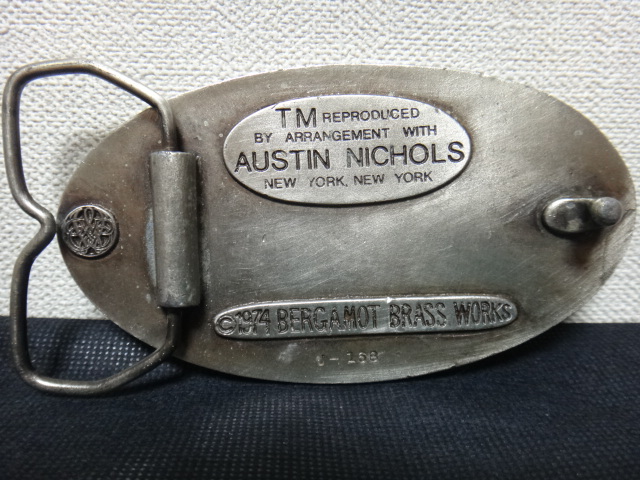 TM REPRODUCED
BY ARRANGEMENT WITH
AUSTIN NICHOLS
NEW YORK, NEW YORK
©1974 BERGAMOT BRASS WORKS